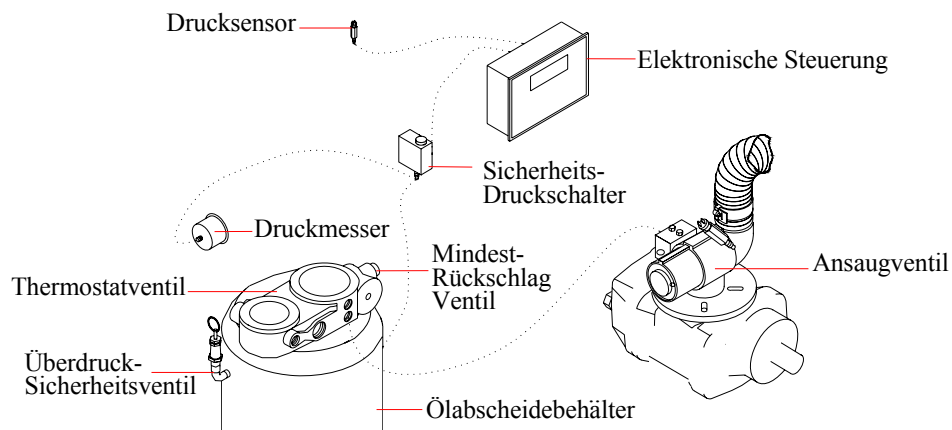 Drucksensor
Elektronische Steuerung
Sicherheits-
Druckschalter
Druckmesser
Mindest-
Rückschlag
Ventil
Ansaugventil
Thermostatventil
Überdruck-
Sicherheitsventil
Ölabscheidebehälter